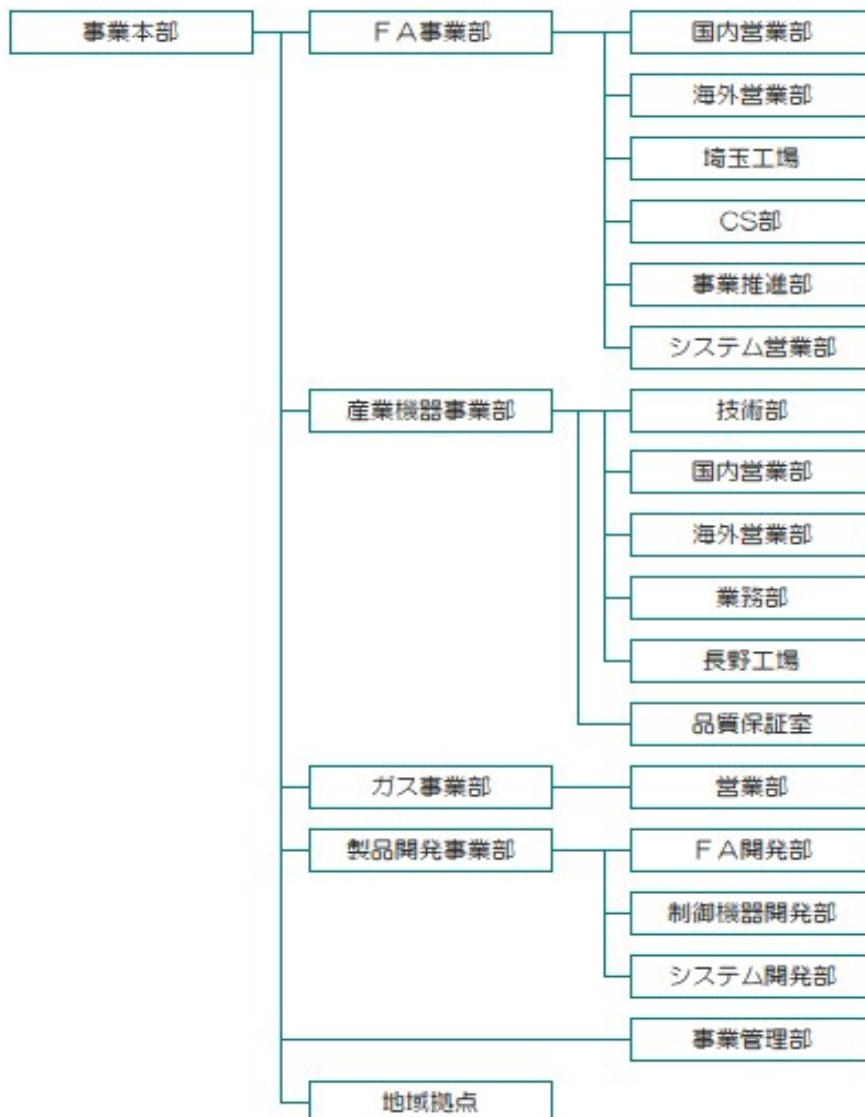 事業本部
ＦＡ事業部
国内営業部
海外営業部
埼玉工場
CS部
事業推進部
システム営業部
産業機器事業部
技術部
国内営業部
海外営業部
業務部
長野工場
品質保証室
ガス事業部
営業部
製品開発事業部
ＦＡ開発部
制御機器開発部
システム開発部
事業管理部
地域拠点